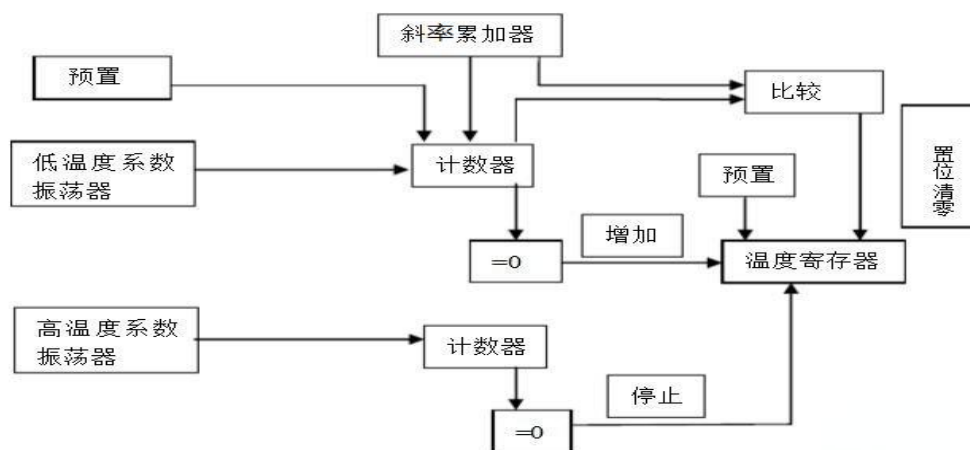 斜率累加器
预置
比较
低温度系数
振荡器
计数器
预置
置位清零
=0
增加
温度寄存器
高温度系数
振荡器
计数器
停止
=0